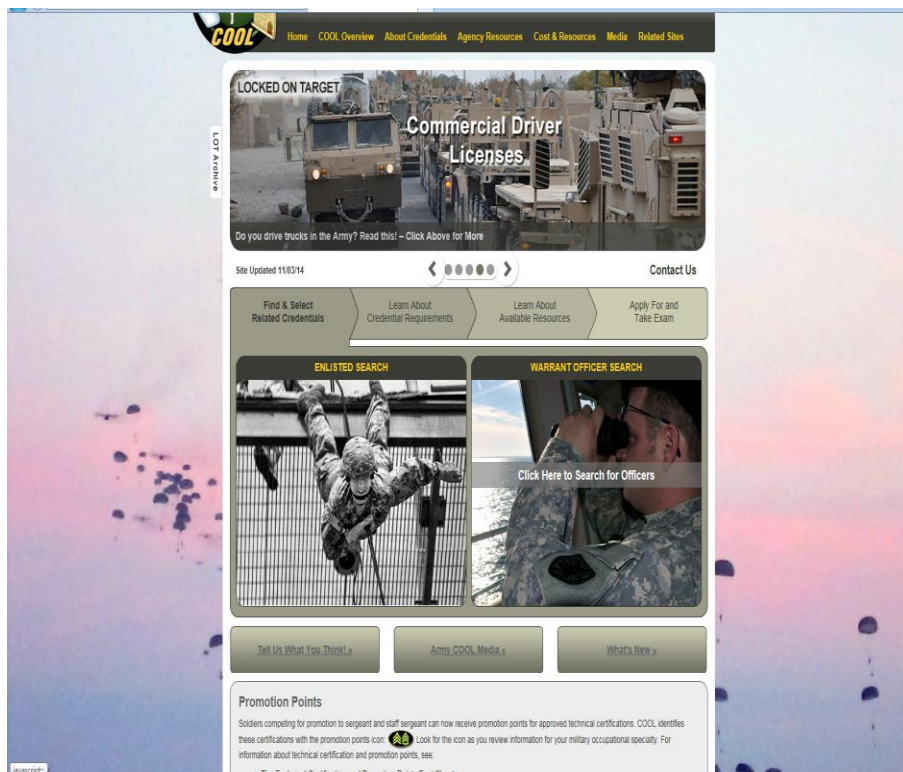 COOL
Home COOL Overview About Credentials Agency Resources Cost & Resources Media Related Sites
LOCKED ON TARGET
Commercial Driver
Licenses
LOT Archive
Do you drive trucks in the Army? Read this! – Click Above for More
Site Updated 11/03/14
Contact Us
Find & Select
Related Credentials
Learn About
Credential Requirements
Learn About
Available Resources
Apply For and
Take Exam
ENLISTED SEARCH
WARRANT OFFICER SEARCH
Click Here to Search for Officers
Tell Us What You Think! »
Army COOL Media »
What's New »
Promotion Points
Soldiers competing for promotion to sergeant and staff sergeant can now receive promotion points for approved technical certifications. COOL identifies
these certifications with the promotion points icon: Look for the icon as you review information for your military occupational specialty. For
information about technical certification and promotion points, see: